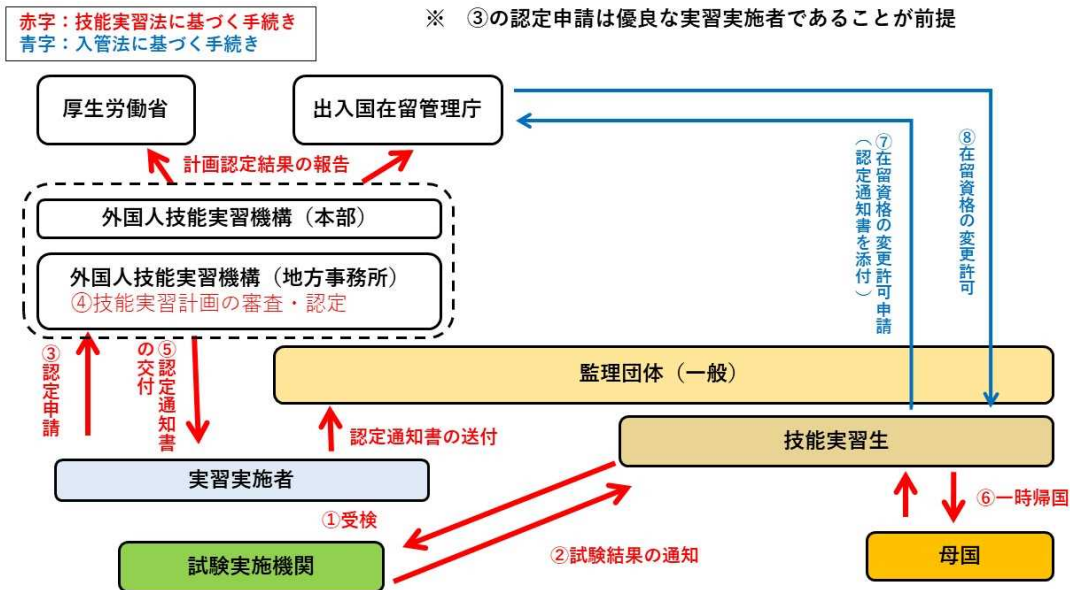 赤字：技能実習法に基づく手続き
青字：入管法に基づく手続き
※　③の認定申請は優良な実習実施者であることが前提
厚生労働省
出入国在留管理庁
計画認定結果の報告
外国人技能実習機構（本部）
外国人技能実習機構（地方事務所）
④技能実習計画の審査・認定
③認定申請
⑤認定通知書
の交付
⑦在留資格の変更許可申請
（認定通知書を添付）
⑧在留資格の変更許可
監理団体（一般）
認定通知書の送付
技能実習生
実習実施者
①受検
②試験結果の通知
⑥一時帰国
試験実施機関
母国